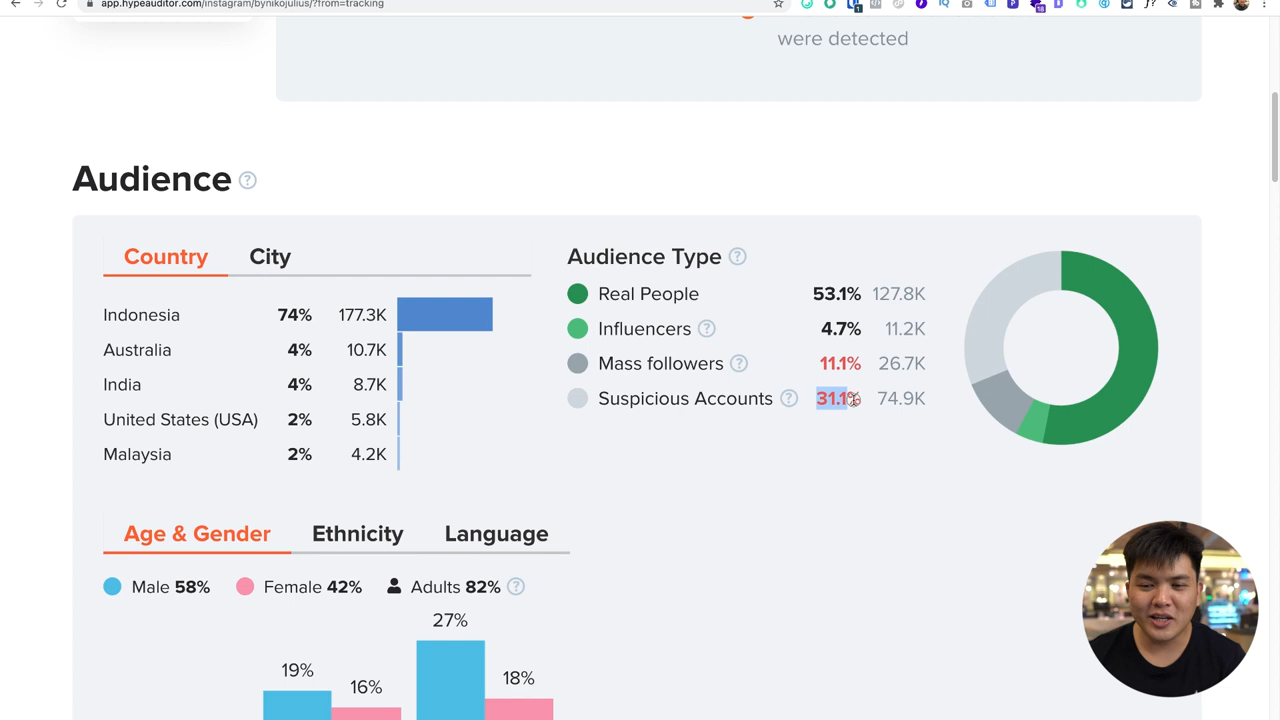 app.hypeauditor.com/instagram/bynikojulius/?from=tracking
were detected
Audience
Country City
Indonesia 74% 177.3K
Australia 4% 10.7K
India 4% 8.7K
United States (USA) 2% 5.8K
Malaysia 2% 4.2K
Audience Type
Real People 53.1% 127.8K
Influencers 4.7% 11.2K
Mass followers 11.1% 26.7K
Suspicious Accounts 31.1% 74.9K
Age & Gender Ethnicity Language
Male 58% Female 42% Adults 82%
27%
19%
18%
16%